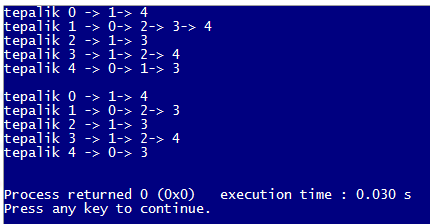 tepalik 0 -> 1-> 4
tepalik 1 -> 0-> 2-> 3-> 4
tepalik 2 -> 1-> 3
tepalik 3 -> 1-> 2-> 4
tepalik 4 -> 0-> 1-> 3
tepalik 0 -> 1-> 4
tepalik 1 -> 0-> 2-> 3
tepalik 2 -> 1-> 3
tepalik 3 -> 1-> 2-> 4
tepalik 4 -> 0-> 3
Process returned 0 (0x0)   execution time : 0.030 s
Press any key to continue.